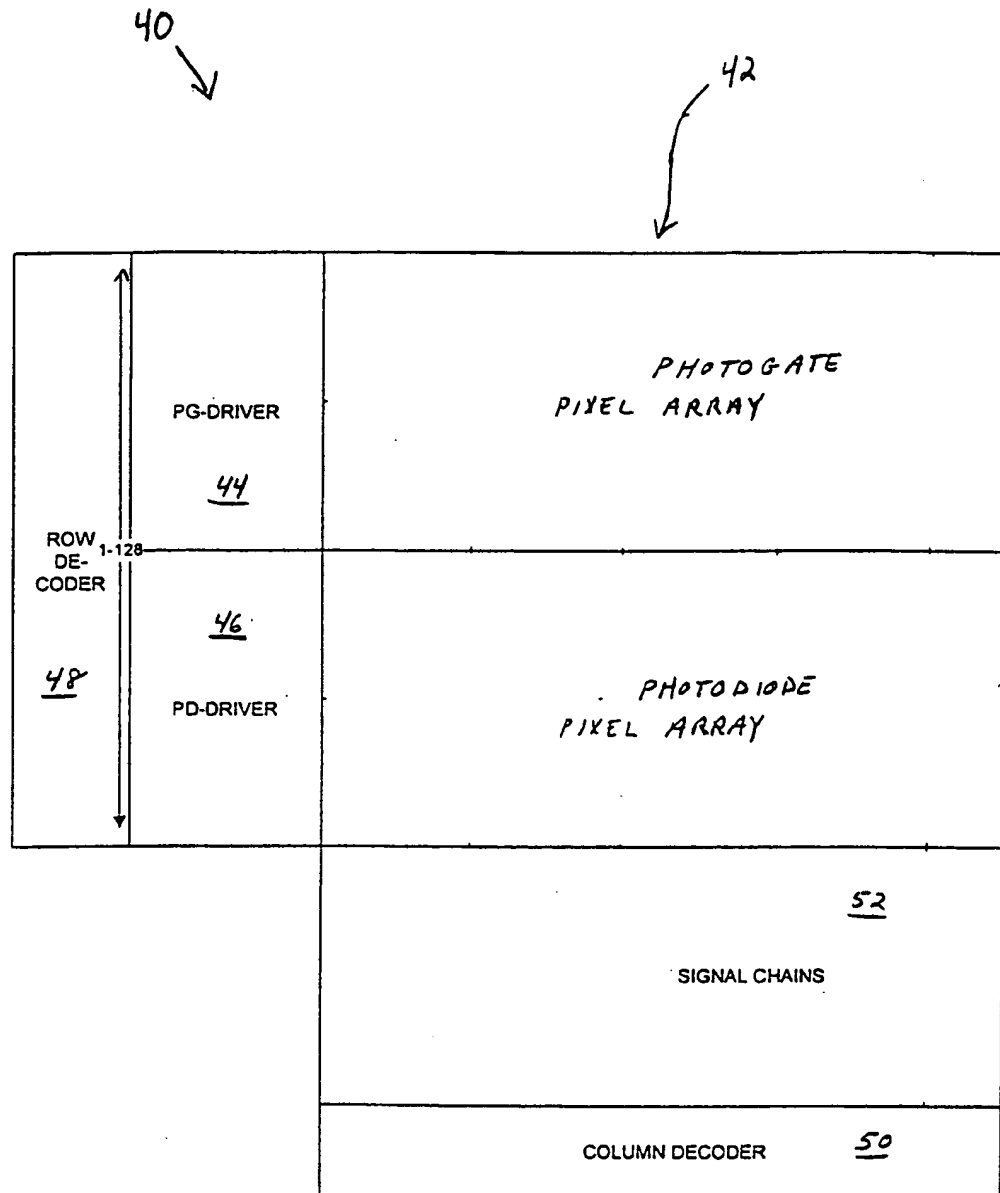 40
42
PHOTOGATE
PIXEL ARRAY
PG-DRIVER
44
ROW
DE-
CODER
1-128
46
48
PD-DRIVER
PHOTODIODE
PIXEL ARRAY
52
SIGNAL CHAINS
COLUMN DECODER 50